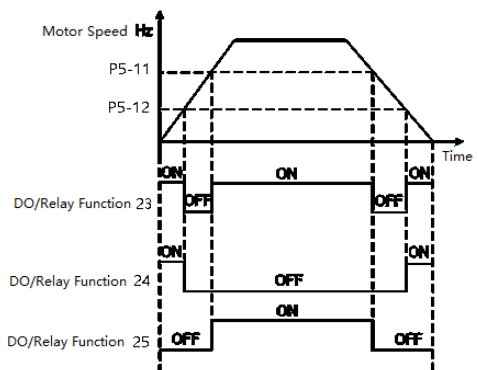 Motor Speed Hz
P5-11
P5-12
Time
ON ON ON
DO/Relay Function 23 OFF OFF
ON ON
DO/Relay Function 24 OFF
ON
DO/Relay Function 25 OFF OFF